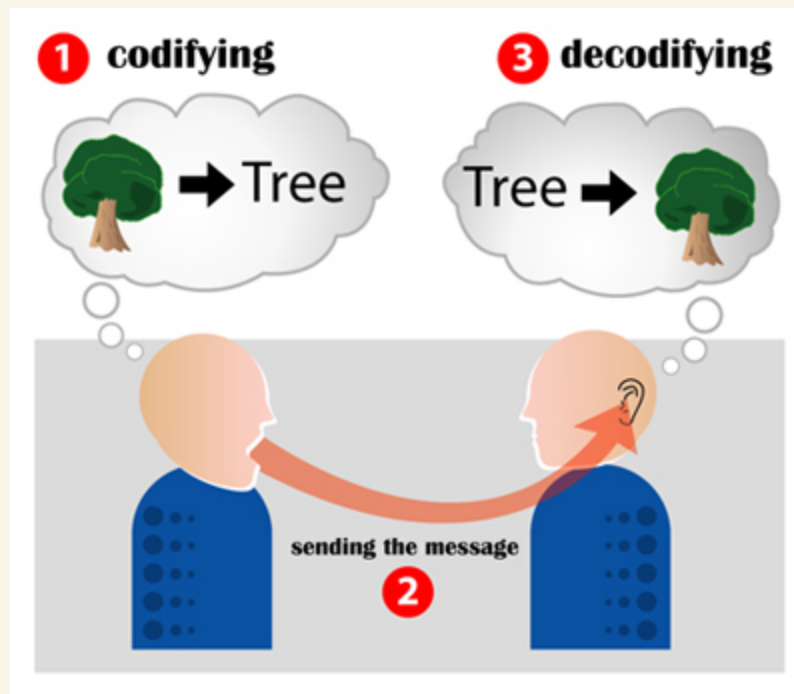 1 codifying
Tree
3 decodifying
Tree
sending the message
2